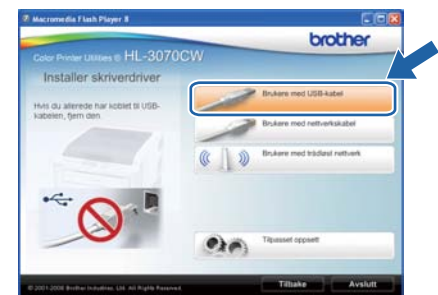 Macromedia Flash Player 8
brother
Color Printer Utilities © HL-3070CW
Installer skriverdriver
Hvis du allerede har koblet til USB-
kabelen, fjern den.
Brukere med USB-kabel
Brukere med nettverkskabel
Brukere med trådløst nettverk
Tilpasset oppsett
© 2001-2008 Brother Industries, Ltd. All Rights Reserved.
Tilbake
Avslutt